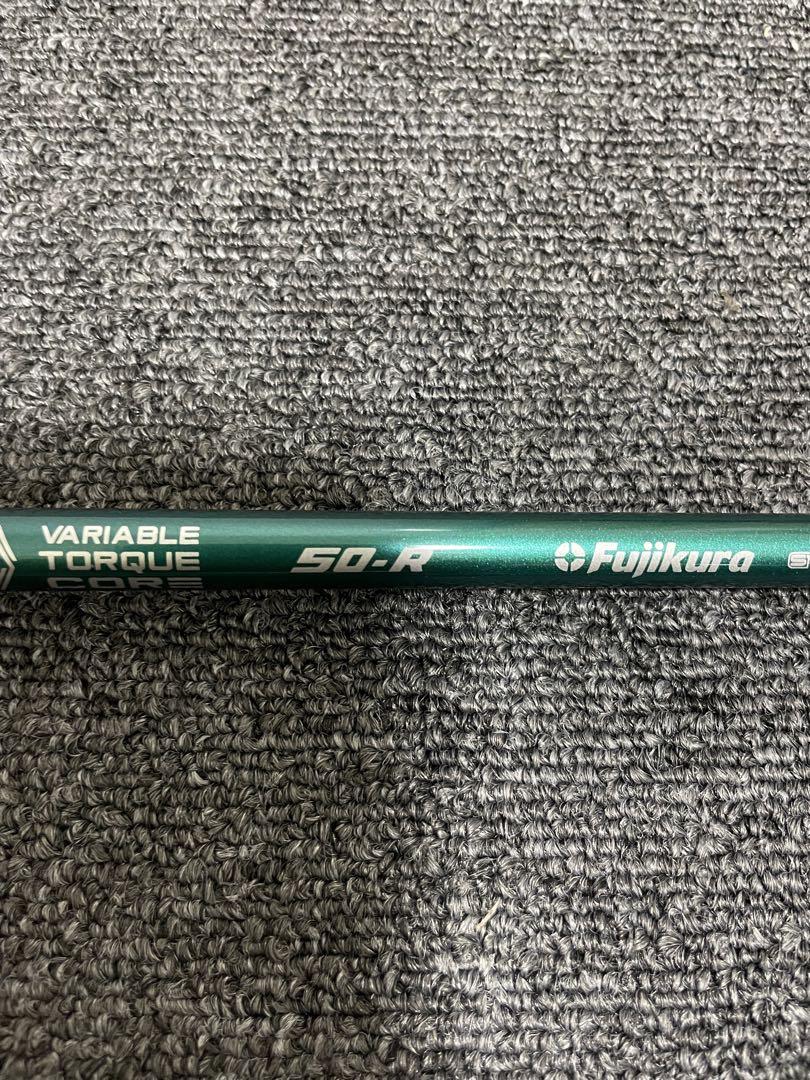 VARIABLE
TORQUE
CORE
50-R
Fujikura